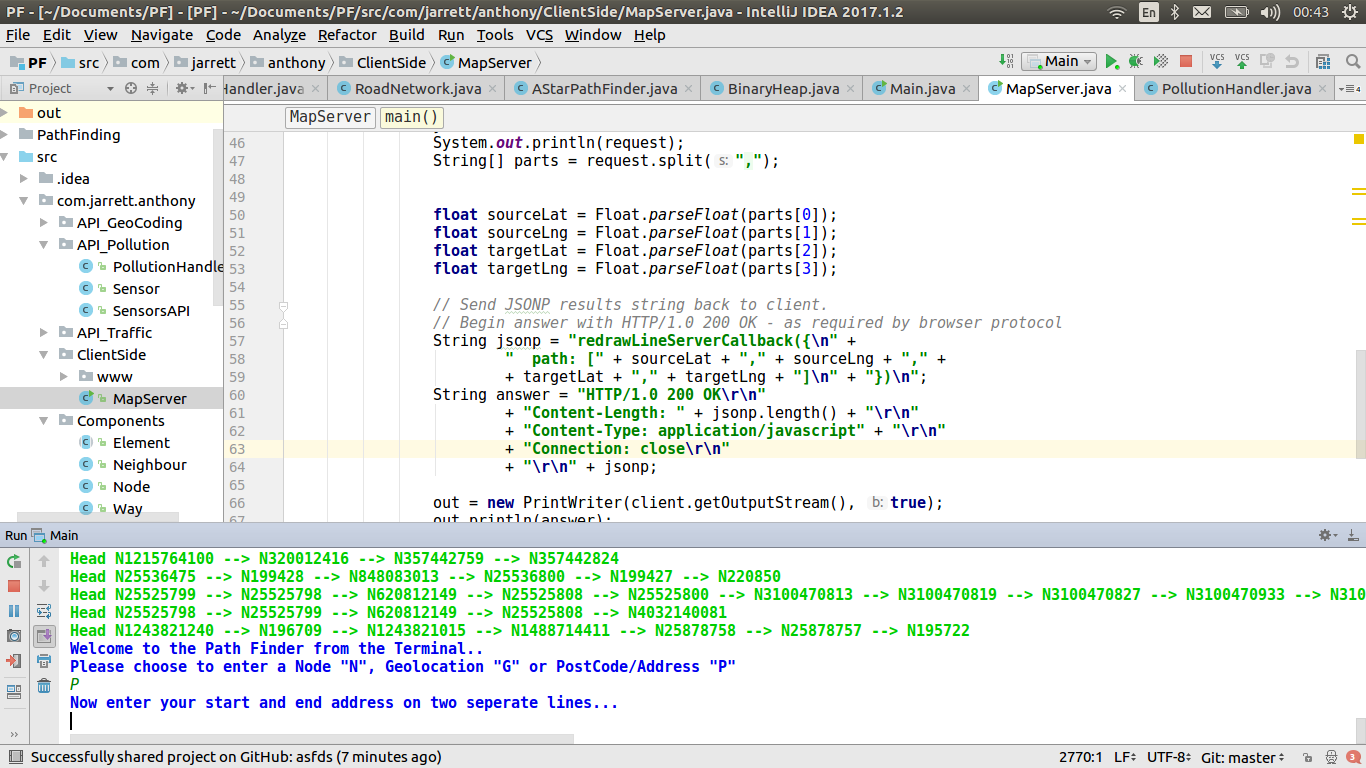 PF - [~/Documents/PF] - [PF] - ~/Documents/PF/src/com/jarrett/anthony/ClientSide/MapServer.java - IntelliJ IDEA 2017.1.2 En 00:43
File Edit View Navigate Code Analyze Refactor Build Run Tools VCS Window Help
PF src com jarrett anthony ClientSide MapServer Main VCS VCS
Project Handler.java RoadNetwork.java AStarPathFinder.java BinaryHeap.java Main.java MapServer.java PollutionHandler.java 4
out
PathFinding
src
.idea
com.jarrett.anthony
API_GeoCoding
API_Pollution
PollutionHandle
Sensor
SensorsAPI
API_Traffic
ClientSide
www
MapServer
Components
Element
Neighbour
Node
Way
MapServer main()
46 System.out.println(request);
47 String[] parts = request.split( s: ",");
48
49
50 float sourceLat = Float.parseFloat(parts[0]);
51 float sourceLng = Float.parseFloat(parts[1]);
52 float targetLat = Float.parseFloat(parts[2]);
53 float targetLng = Float.parseFloat(parts[3]);
54
55 // Send JSONP results string back to client.
56 // Begin answer with HTTP/1.0 200 OK - as required by browser protocol
57 String jsonp = "redrawLineServerCallback({\n" +
58 "  path: [" + sourceLat + "," + sourceLng + "," +
59 + targetLat + "," + targetLng + "]\n" + "})\n";
60 String answer = "HTTP/1.0 200 OK\r\n"
61 + "Content-Length: " + jsonp.length() + "\r\n"
62 + "Content-Type: application/javascript" + "\r\n"
63 + "Connection: close\r\n"
64 + "\r\n" + jsonp;
65
66 out = new PrintWriter(client.getOutputStream(), b: true);
67 out.println(answer);
Run Main
Head N1215764100 --> N320012416 --> N357442759 --> N357442824
Head N25536475 --> N199428 --> N848083013 --> N25536800 --> N199427 --> N220850
Head N25525799 --> N25525798 --> N620812149 --> N25525808 --> N25525800 --> N3100470813 --> N3100470819 --> N3100470827 --> N3100470933 --> N310
Head N25525798 --> N25525799 --> N620812149 --> N25525808 --> N4032140081
Head N1243821240 --> N196709 --> N1243821015 --> N1488714411 --> N25878758 --> N25878757 --> N195722
Welcome to the Path Finder from the Terminal..
Please choose to enter a Node "N", Geolocation "G" or PostCode/Address "P"
P
Now enter your start and end address on two seperate lines...
Successfully shared project on GitHub: asfds (7 minutes ago) 2770:1 LF UTF-8 Git: master 3